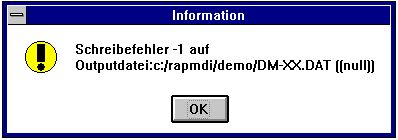 Information
Schreibefehler -1 auf
Outputdatei:c:/rapmdi/demo/DM-XX.DAT ((null))
OK